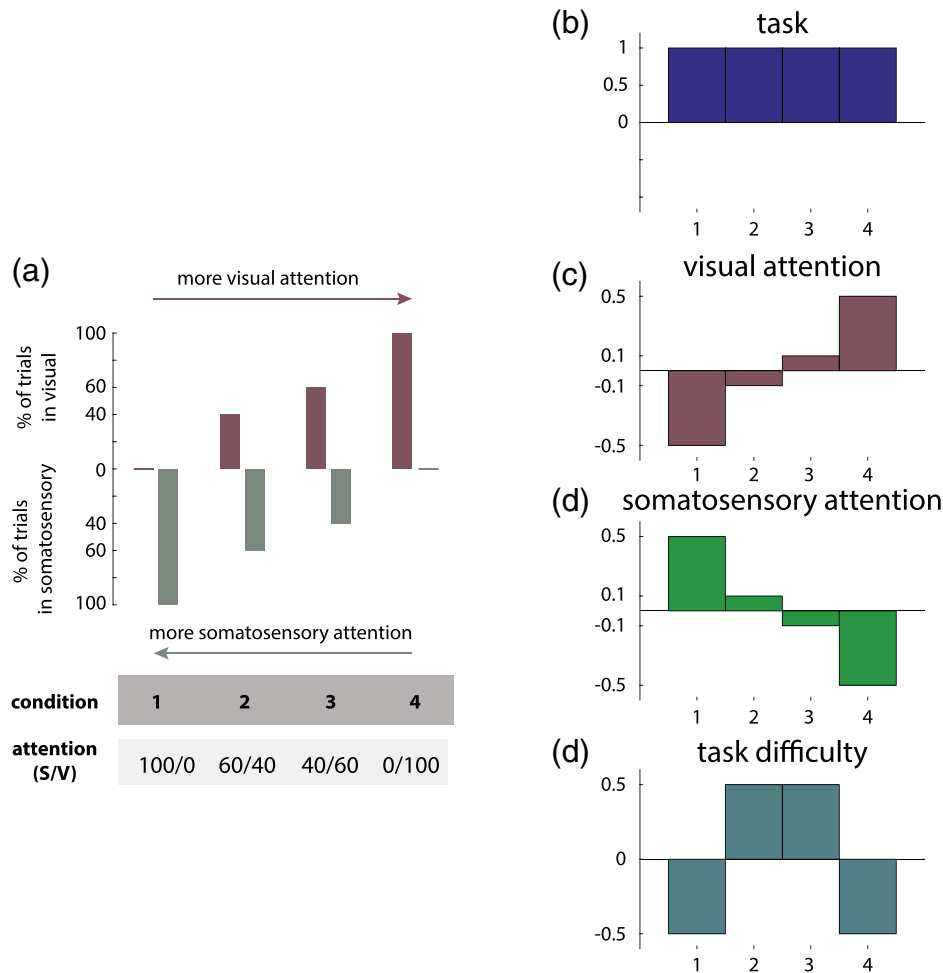 (a)
more visual attention
% of trials
in visual
100
60
40
0
40
60
100
% of trials
in somatosensory
more somatosensory attention
condition 1 2 3 4
attention
(S/V)
100/0 60/40 40/60 0/100
(b)
task
1
0.5
0
1 2 3 4
(c)
visual attention
0.5
0.1
-0.1
-0.5
1 2 3 4
(d)
somatosensory attention
0.5
0.1
-0.1
-0.5
1 2 3 4
(d)
task difficulty
0.5
0
-0.5
1 2 3 4